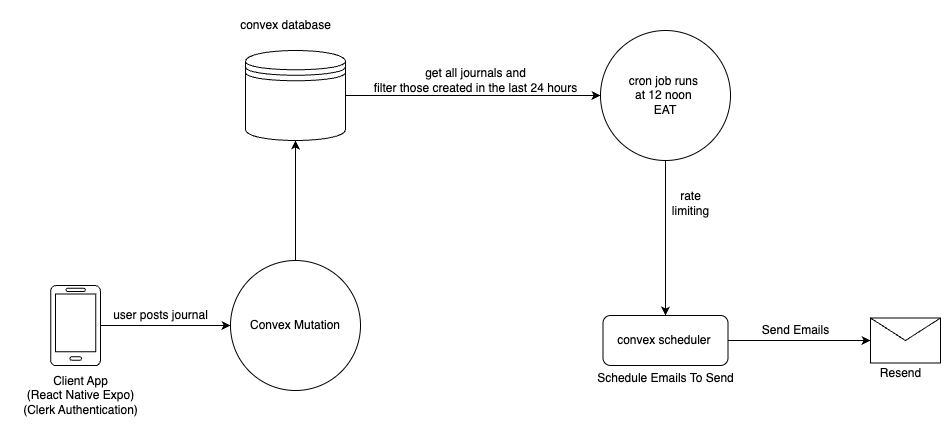 convex database
get all journals and
filter those created in the last 24 hours
cron job runs
at 12 noon
EAT
rate
limiting
user posts journal
Convex Mutation
convex scheduler
Send Emails
Client App
(React Native Expo)
(Clerk Authentication)
Schedule Emails To Send
Resend